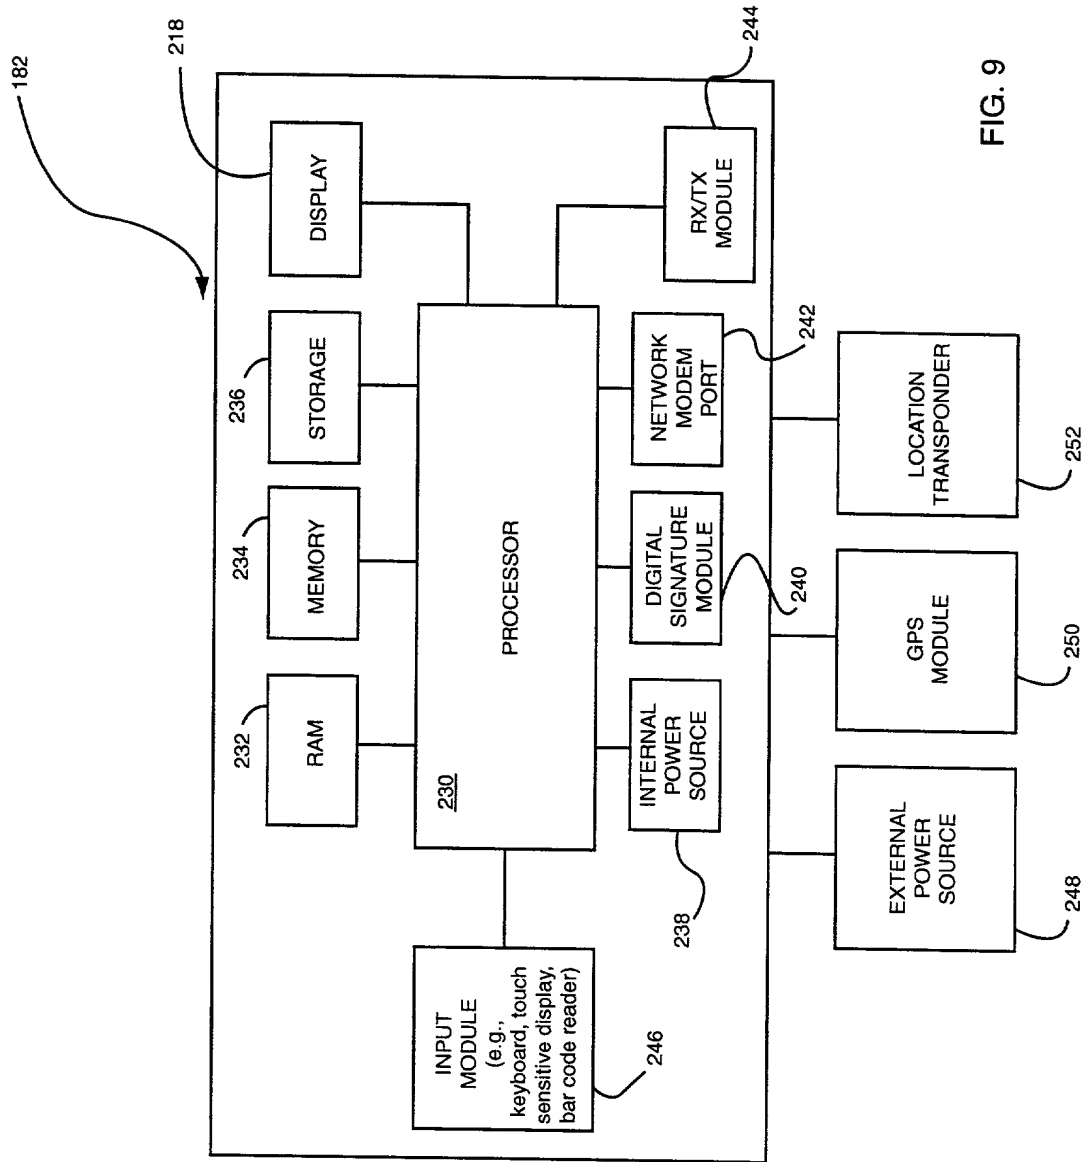 182
218
232
234
236
RAM
MEMORY
STORAGE
DISPLAY
INPUT
MODULE
(e.g.,
keyboard, touch
sensitive display,
bar code reader)
246
230
PROCESSOR
INTERNAL
POWER
SOURCE
238
DIGITAL
SIGNATURE
MODULE
240
NETWORK
MODEM
PORT
242
RX/TX
MODULE
244
EXTERNAL
POWER
SOURCE
248
GPS
MODULE
250
LOCATION
TRANSPONDER
252
FIG. 9